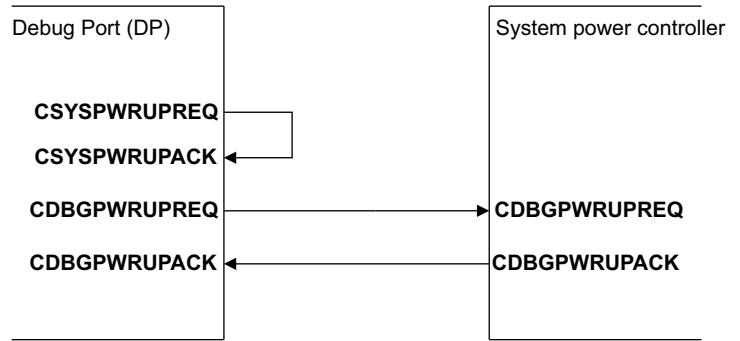 Debug Port (DP)
System power controller
CSYSPWRUPREQ
CSYSPWRUPACK
CDBGPWRUPREQ
CDBGPWRUPREQ
CDBGPWRUPACK
CDBGPWRUPACK